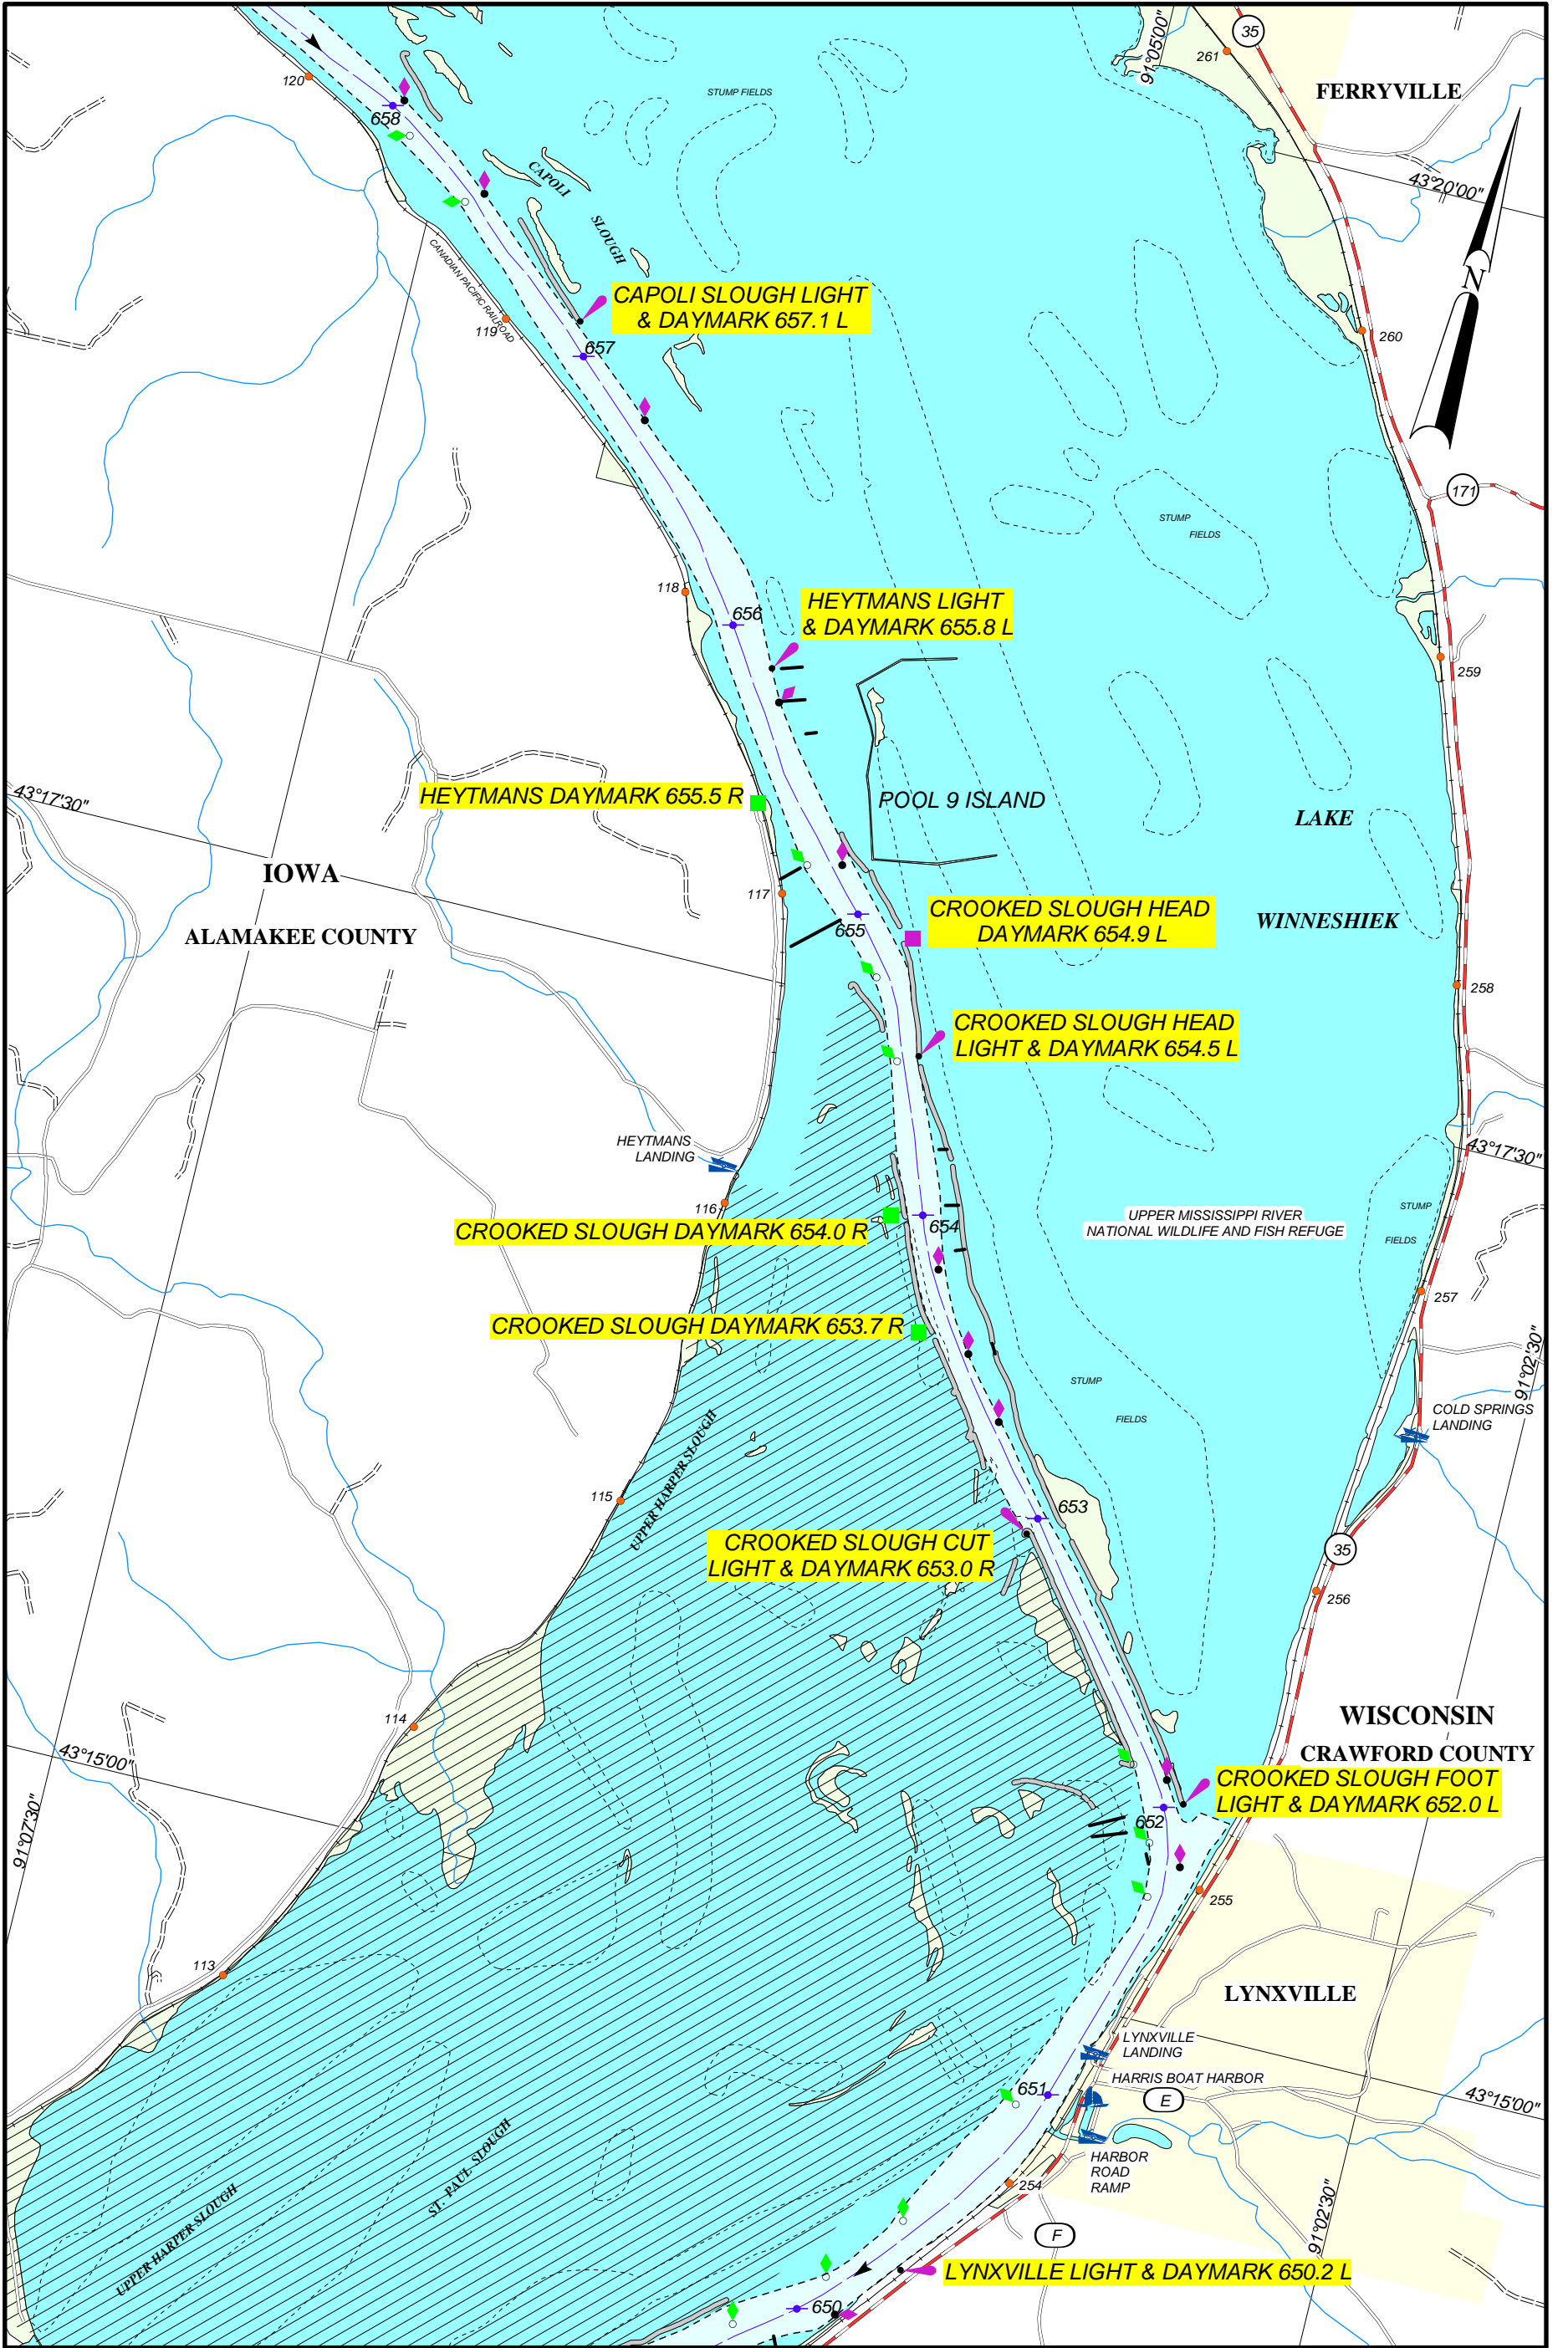 35
91°05'00"
261
FERRYVILLE
120
STUMP FIELDS
658
43°20'00"
CAPOLI
SLOUGH
CANADIAN PACIFIC RAILROAD
N
CAPOLI SLOUGH LIGHT
& DAYMARK 657.1 L
119
657
260
171
STUMP
FIELDS
118
656
HEYTMANS LIGHT
& DAYMARK 655.8 L
259
43°17'30"
HEYTMANS DAYMARK 655.5 R
POOL 9 ISLAND
LAKE
WINNESHIEK
IOWA
117
ALAMAKEE COUNTY
655
CROOKED SLOUGH HEAD
DAYMARK 654.9 L
258
CROOKED SLOUGH HEAD
LIGHT & DAYMARK 654.5 L
HEYTMANS
LANDING
43°17'30"
116
654
CROOKED SLOUGH DAYMARK 654.0 R
UPPER MISSISSIPPI RIVER
NATIONAL WILDLIFE AND FISH REFUGE
STUMP
FIELDS
257
CROOKED SLOUGH DAYMARK 653.7 R
91°02'30"
STUMP
FIELDS
COLD SPRINGS
LANDING
UPPER HARPER SLOUGH
115
653
CROOKED SLOUGH CUT
LIGHT & DAYMARK 653.0 R
35
256
114
WISCONSIN
CRAWFORD COUNTY
43°15'00"
91°07'30"
CROOKED SLOUGH FOOT
LIGHT & DAYMARK 652.0 L
652
255
113
LYNXVILLE
LYNXVILLE
LANDING
651
HARRIS BOAT HARBOR
E
43°15'00"
HARBOR
ROAD
RAMP
254
UPPER HARPER SLOUGH
ST. PAUL SLOUGH
F
91°02'30"
LYNXVILLE LIGHT & DAYMARK 650.2 L
650